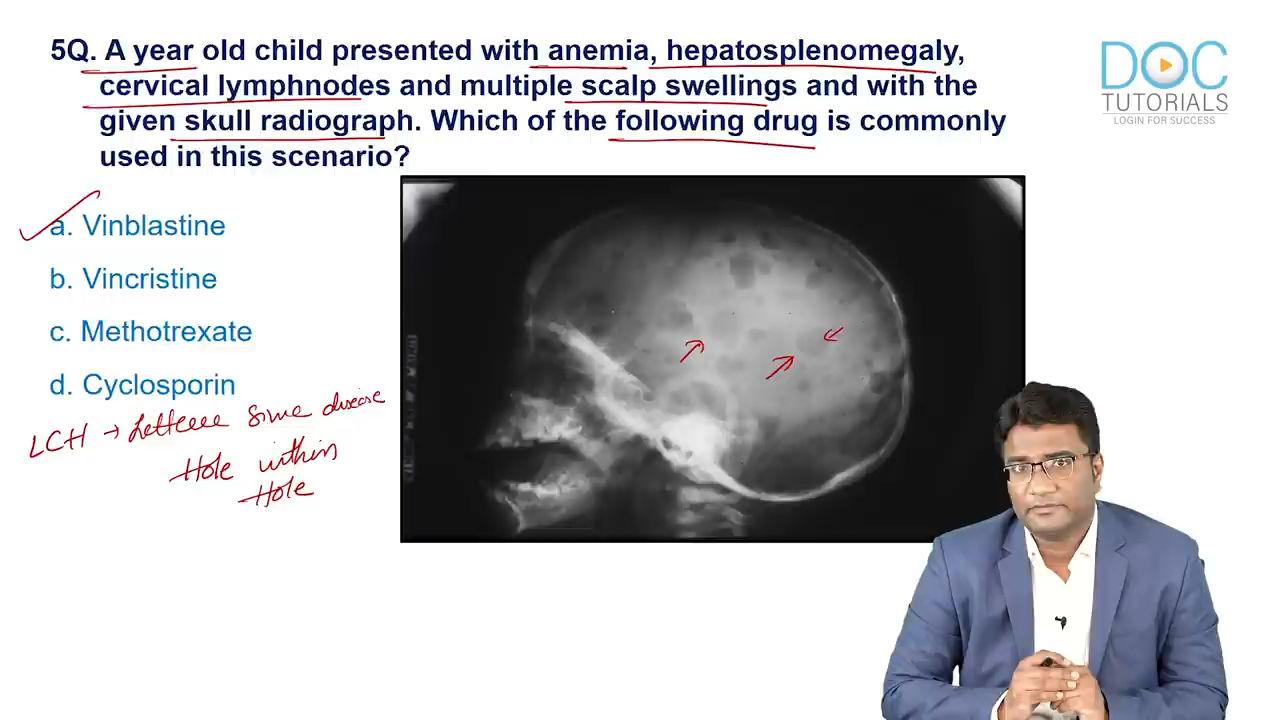 5Q. A year old child presented with anemia, hepatosplenomegaly,
cervical lymphnodes and multiple scalp swellings and with the
given skull radiograph. Which of the following drug is commonly
used in this scenario?
DOC
TUTORIALS
LOGIN FOR SUCCESS
a. Vinblastine
b. Vincristine
c. Methotrexate
d. Cyclosporin
LCH → disease
Hole within
Hole